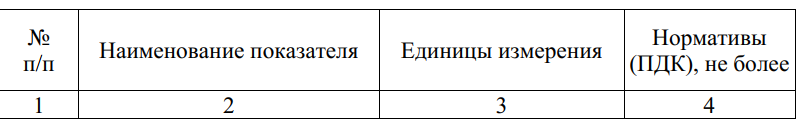 №
п/п
Наименование показателя
Единицы измерения
Нормативы
(ПДК), не более
1 2 3 4